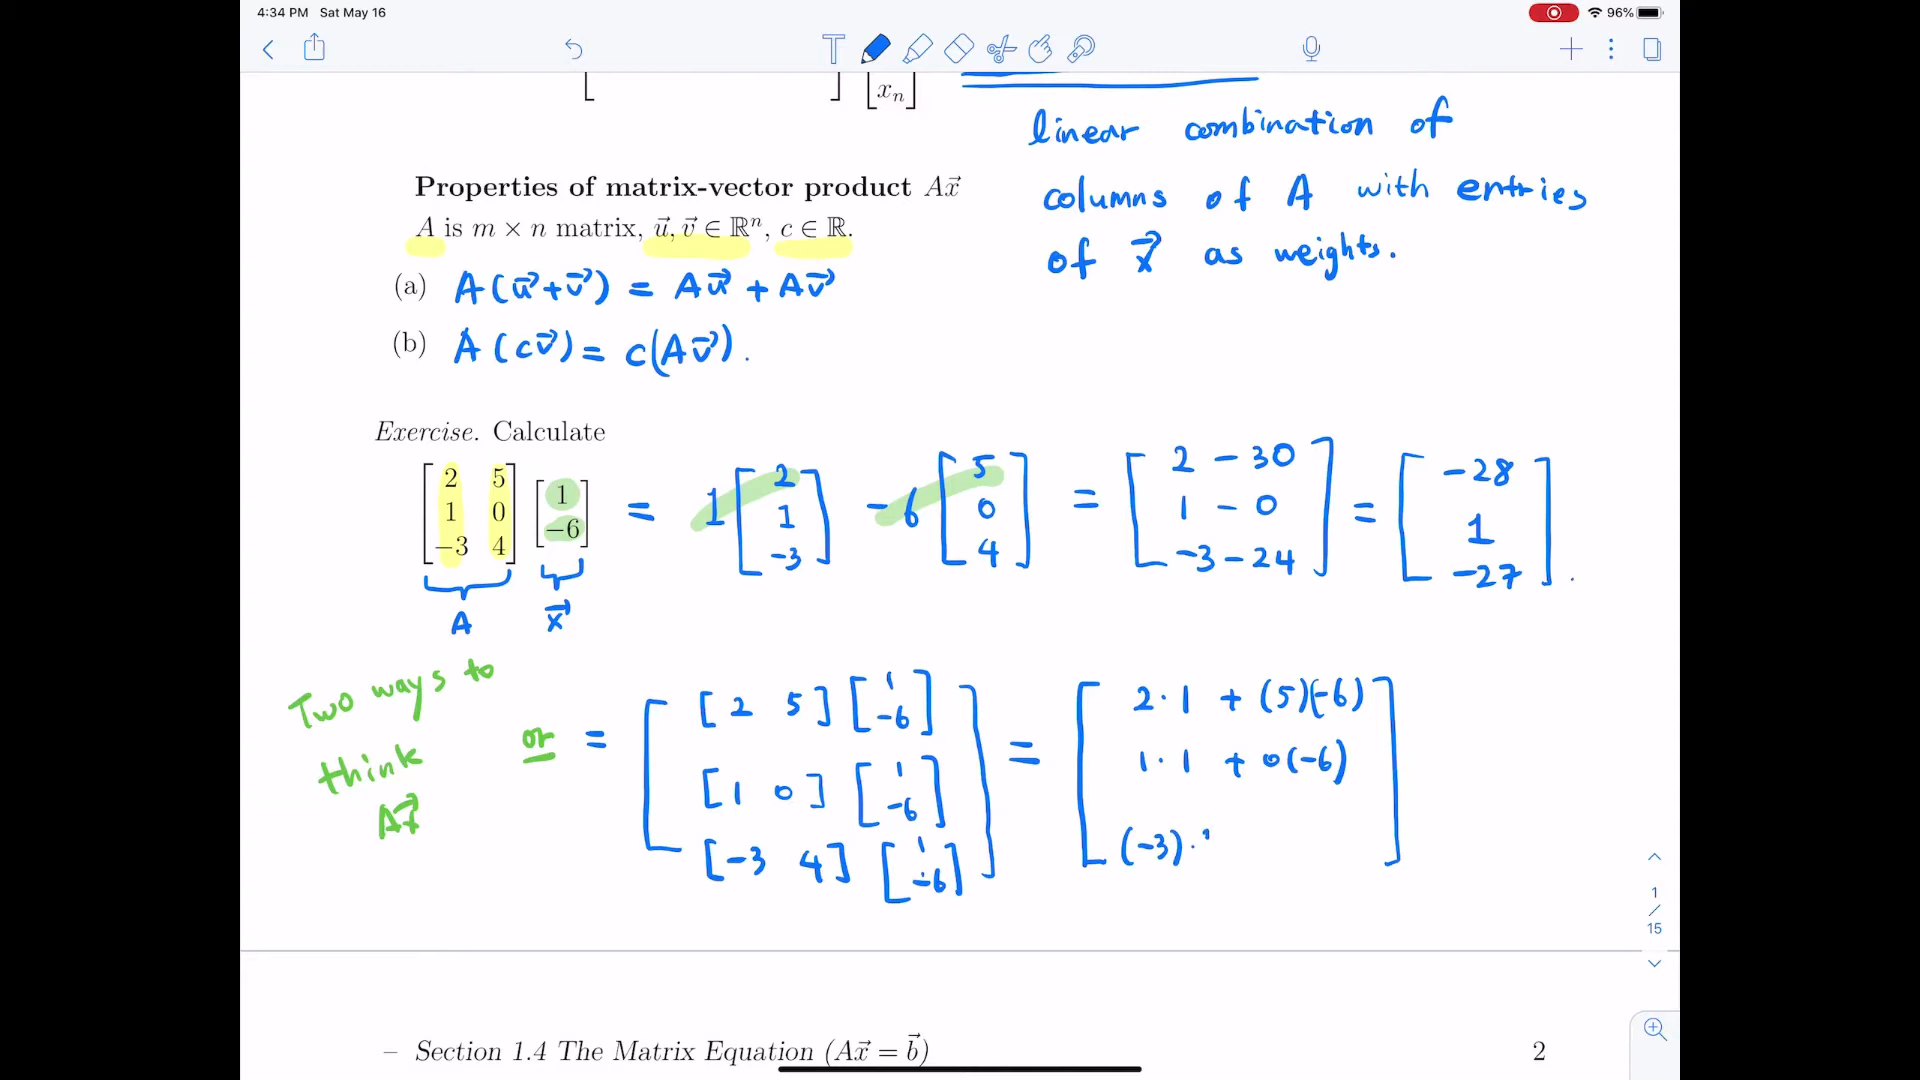 4:34 PM Sat May 16
96%
x_n
linear combination of
columns of A with entries
of x⃗ as weights.
Properties of matrix-vector product Ax⃗
A is m × n matrix, u⃗, v⃗ ∈ ℝⁿ, c ∈ ℝ.
(a) A(u⃗+v⃗) = Au⃗ + Av⃗
(b) A(cv⃗) = c(Av⃗).
Exercise. Calculate
[2 5; 1 0; −3 4] [1; −6] = 1 [2; 1; -3] -6 [5; 0; 4] = [2 - 30; 1 - 0; -3 - 24] = [-28; 1; -27].
A x⃗
Two ways to
think
Ax⃗
or = [[2 5] [1; -6]; [1 0] [1; -6]; [-3 4] [1; -6]] = [2·1 + (5)(-6); 1·1 + 0(-6); (-3)·]
1
/
15
– Section 1.4 The Matrix Equation (Ax⃗ = b⃗) 2